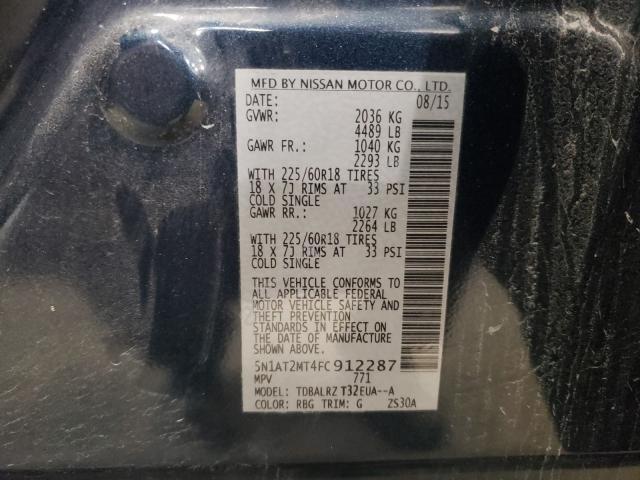 MFD BY NISSAN MOTOR CO., LTD.
DATE: 08/15
GVWR: 2036 KG
4489 LB
GAWR FR.: 1040 KG
2293 LB
WITH 225/60R18 TIRES
18 X 7J RIMS AT 33 PSI
COLD SINGLE
GAWR RR.: 1027 KG
2264 LB
WITH 225/60R18 TIRES
18 X 7J RIMS AT 33 PSI
COLD SINGLE
THIS VEHICLE CONFORMS TO
ALL APPLICABLE FEDERAL
MOTOR VEHICLE SAFETY AND
THEFT PREVENTION
STANDARDS IN EFFECT ON
THE DATE OF MANUFACTURE
SHOWN ABOVE.
5N1AT2MT4FC912287
MPV 771
MODEL: TDBALRZ T32EUA--A
COLOR: RBG TRIM: G ZS30A